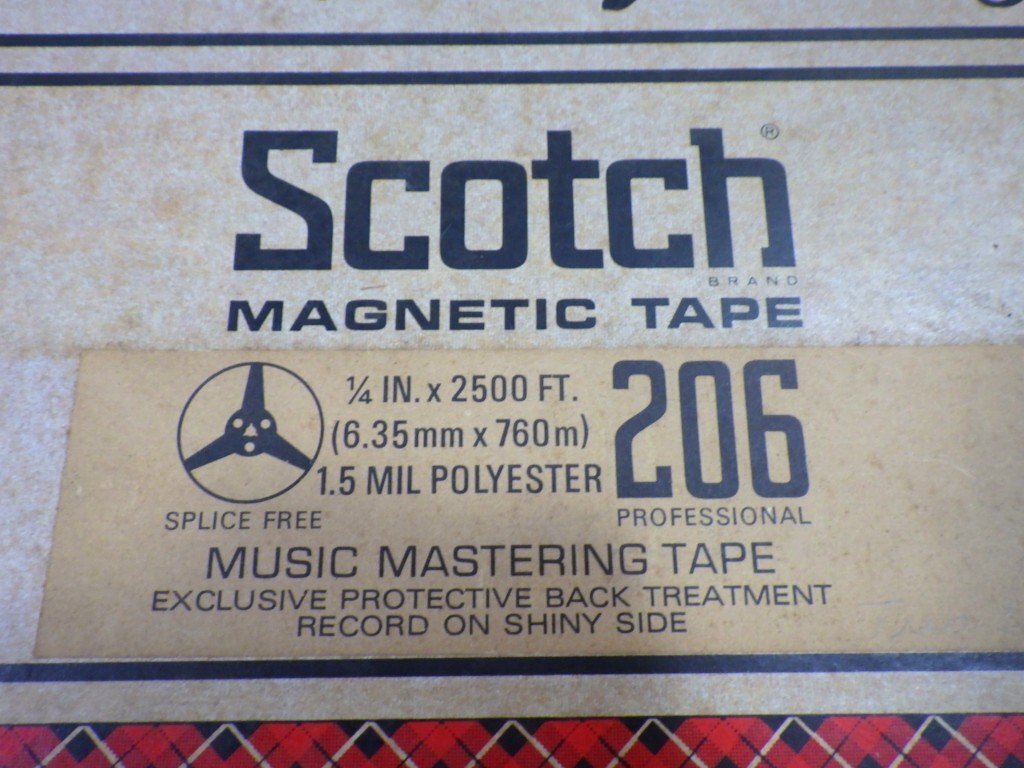 Scotch®
BRAND
MAGNETIC TAPE
¼ IN. x 2500 FT.
(6.35mm x 760m)
1.5 MIL POLYESTER
SPLICE FREE
206
PROFESSIONAL
MUSIC MASTERING TAPE
EXCLUSIVE PROTECTIVE BACK TREATMENT
RECORD ON SHINY SIDE